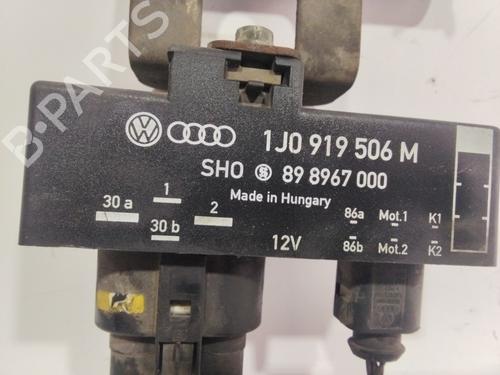 1J0 919 506 M
SHO 89 8967 000
Made in Hungary
30 a 1 2 86a Mot.1 K1
30 b 86b Mot.2 K2
12V